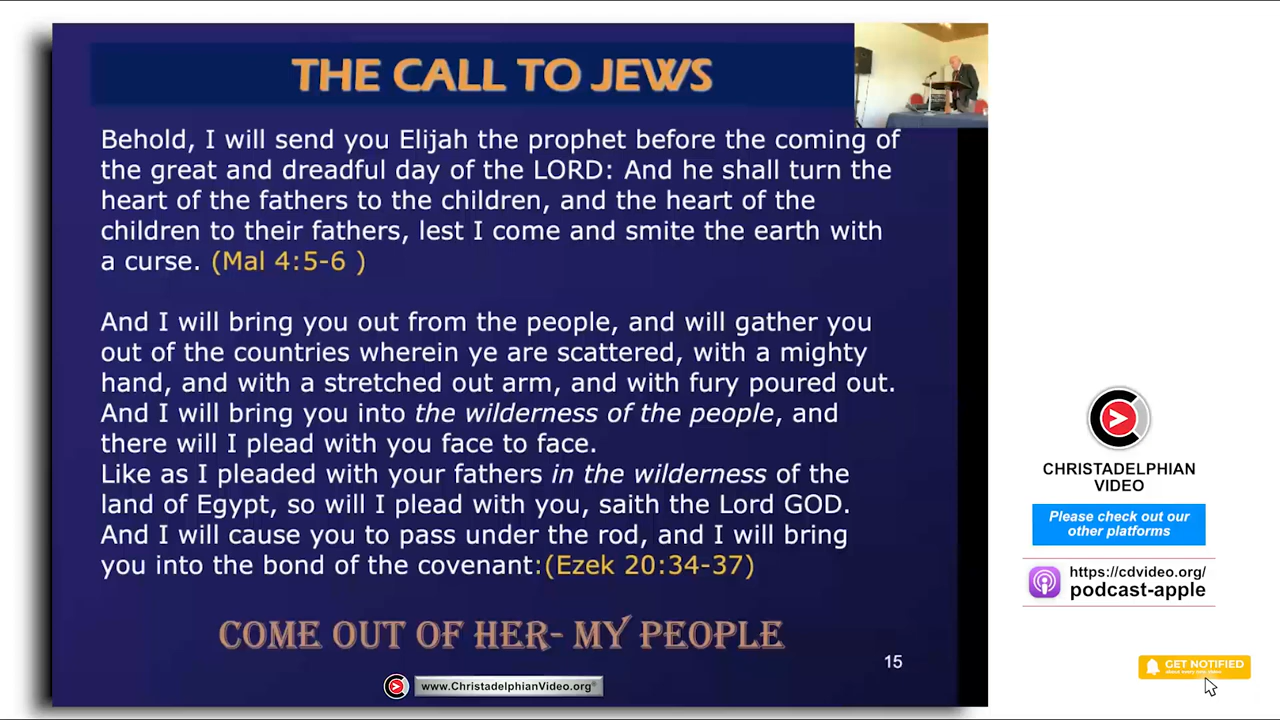 THE CALL TO JEWS
Behold, I will send you Elijah the prophet before the coming of
the great and dreadful day of the LORD: And he shall turn the
heart of the fathers to the children, and the heart of the
children to their fathers, lest I come and smite the earth with
a curse. (Mal 4:5-6 )
And I will bring you out from the people, and will gather you
out of the countries wherein ye are scattered, with a mighty
hand, and with a stretched out arm, and with fury poured out.
And I will bring you into the wilderness of the people, and
there will I plead with you face to face.
Like as I pleaded with your fathers in the wilderness of the
land of Egypt, so will I plead with you, saith the Lord GOD.
And I will cause you to pass under the rod, and I will bring
you into the bond of the covenant:(Ezek 20:34-37)
COME OUT OF HER- MY PEOPLE
15
www.ChristadelphianVideo.org®
CHRISTADELPHIAN
VIDEO
Please check out our
other platforms
https://cdvideo.org/
podcast-apple
GET NOTIFIED
about every new video